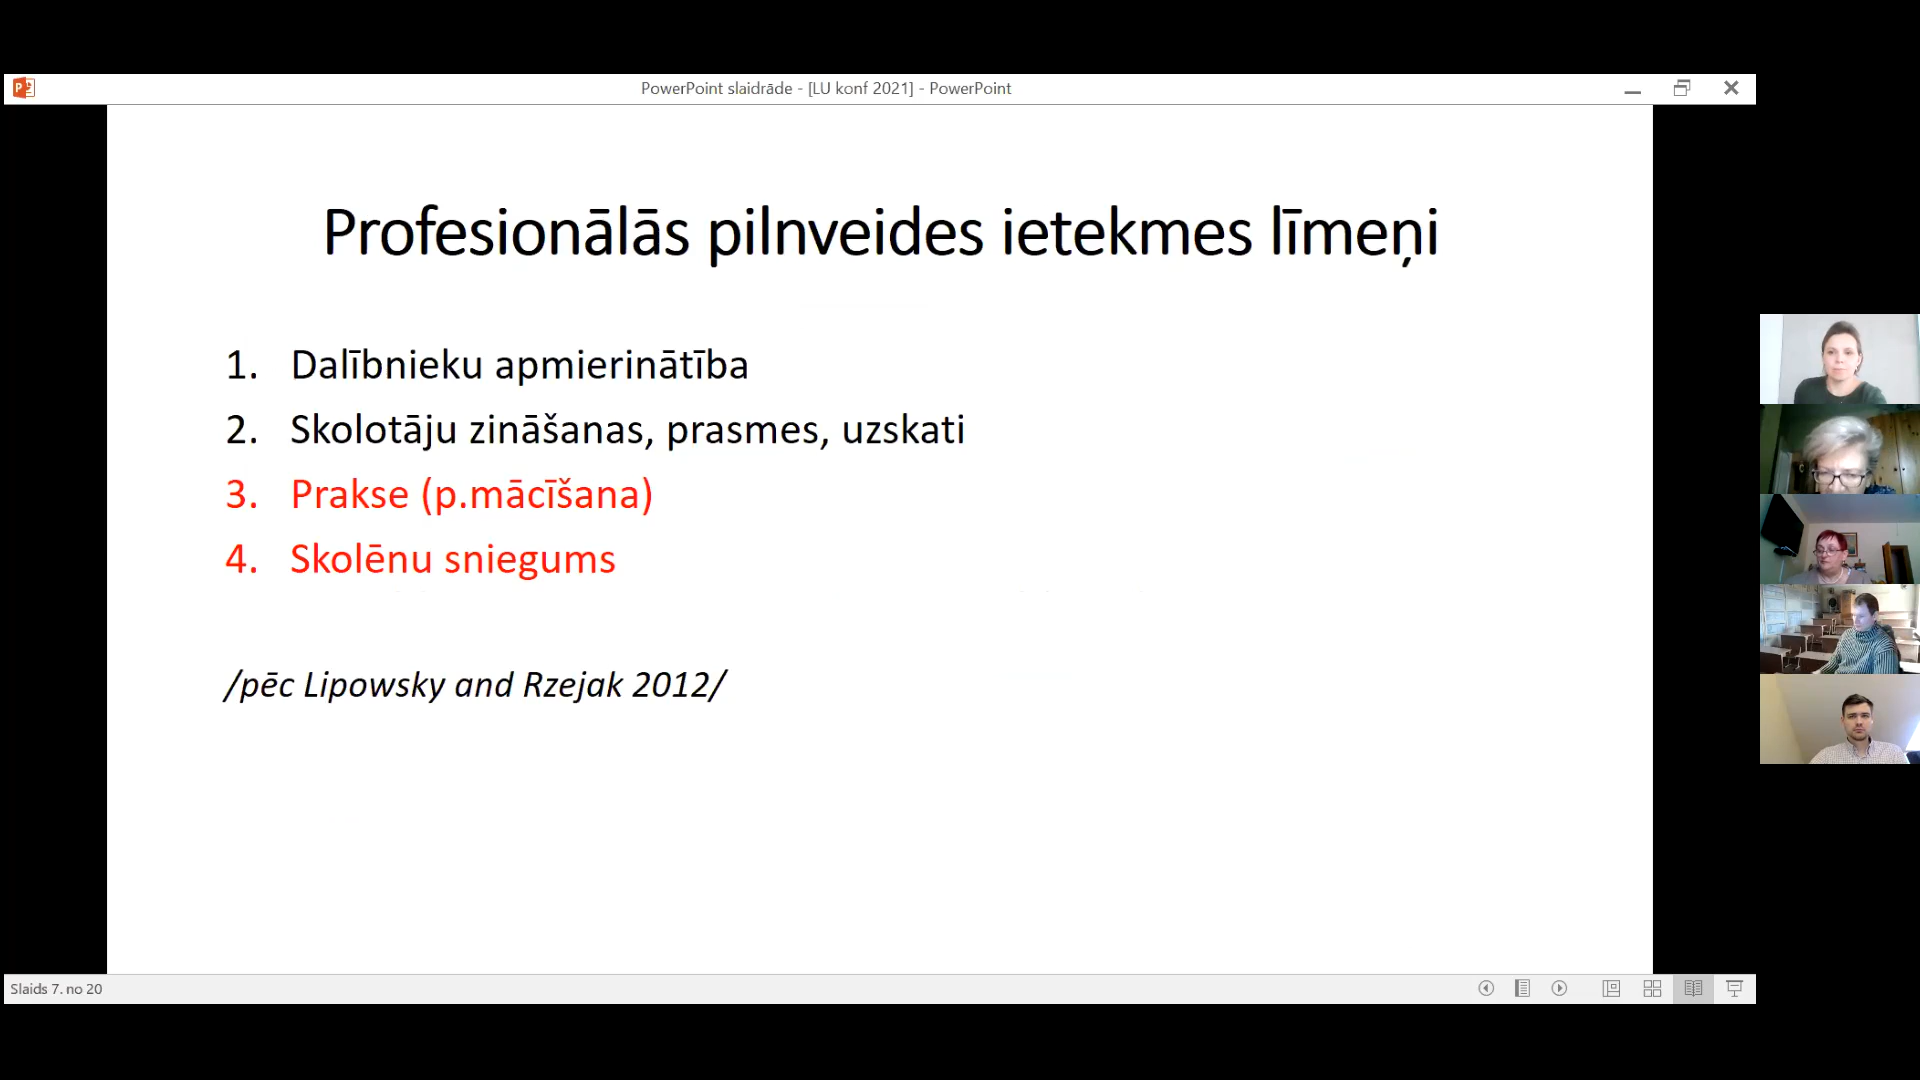 PowerPoint slaidrāde - [LU konf 2021] - PowerPoint
Profesionālās pilnveides ietekmes līmeņi
1. Dalībnieku apmierinātība
2. Skolotāju zināšanas, prasmes, uzskati
3. Prakse (p.mācīšana)
4. Skolēnu sniegums
/pēc Lipowsky and Rzejak 2012/
Slaids 7. no 20